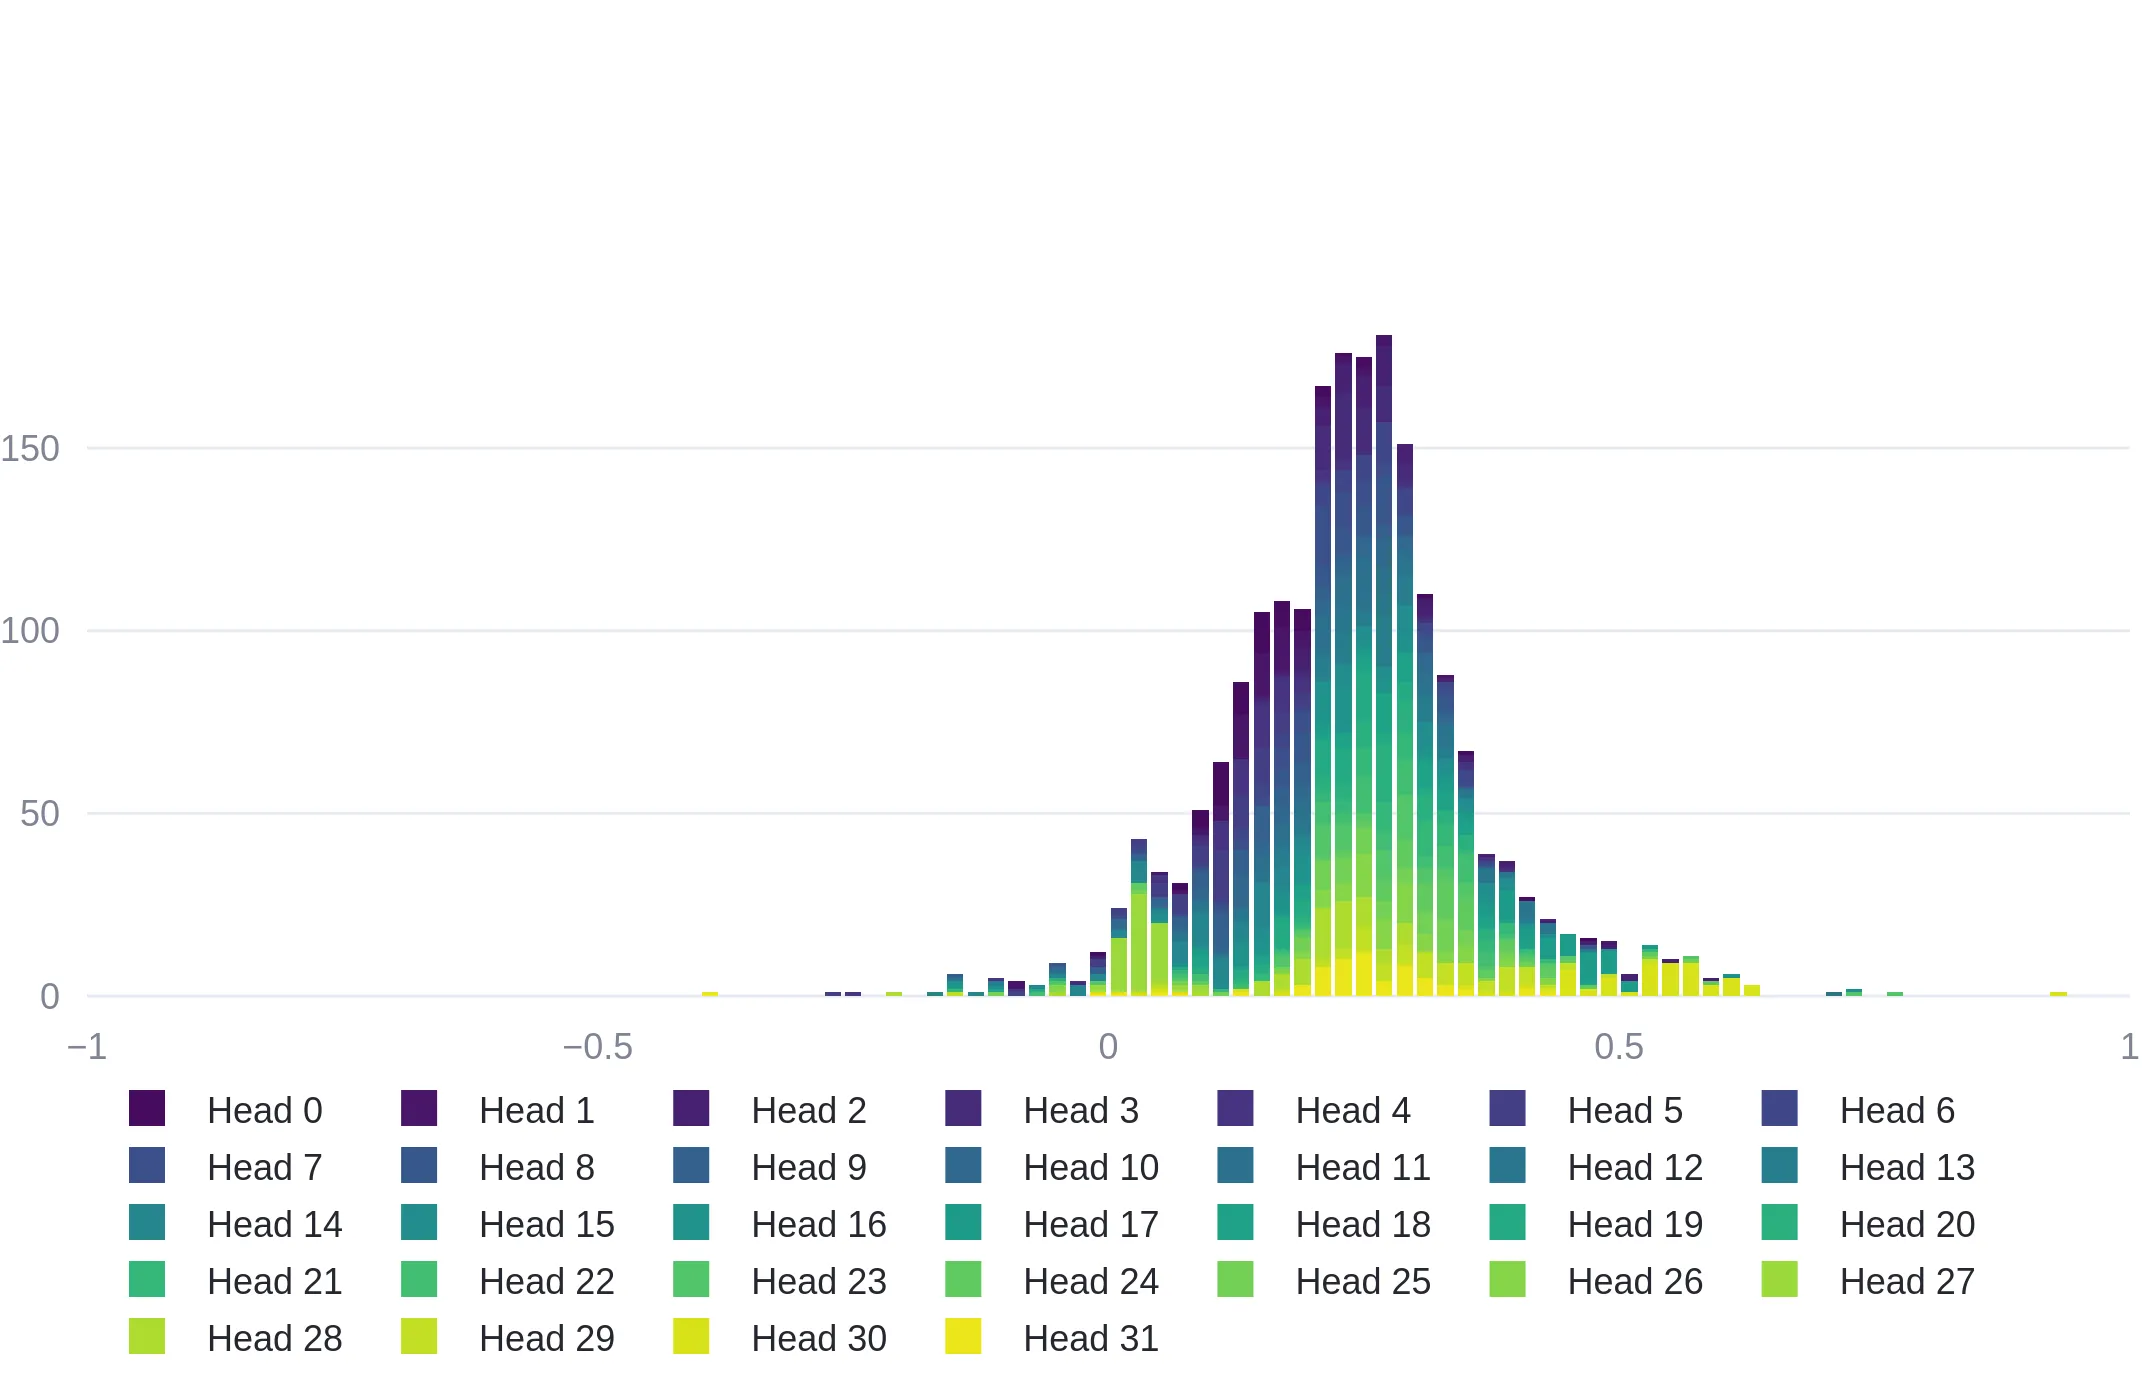 150
100
50
0
−1 −0.5 0 0.5 1
Head 0 Head 1 Head 2 Head 3 Head 4 Head 5 Head 6
Head 7 Head 8 Head 9 Head 10 Head 11 Head 12 Head 13
Head 14 Head 15 Head 16 Head 17 Head 18 Head 19 Head 20
Head 21 Head 22 Head 23 Head 24 Head 25 Head 26 Head 27
Head 28 Head 29 Head 30 Head 31